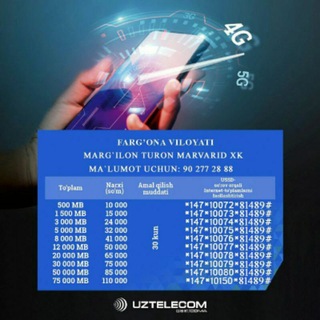 4G
5G
FARG'ONA VILOYATI
MARG'ILON TURON MARVARID XK
MA'LUMOT UCHUN: 90 277 28 88
To'plam Narxi (so'm) Amal qilish muddati USSD-
500 MB 10 000 *147*10072*81489#
1 500 MB 15 000 *147*10073*81489#
3 000 MB 24 000 *147*10074*81489#
5 000 MB 32 000 *147*10075*81489#
8 000 MB 41 000 30 kun *147*10076*81489#
12 000 MB 50 000 *147*10077*81489#
20 000 MB 65 000 *147*10078*81489#
30 000 MB 75 000 *147*10079*81489#
50 000 MB 85 000 *147*10080*81489#
75 000 MB 110 000 *147*10150*81489#
UZTELECOM